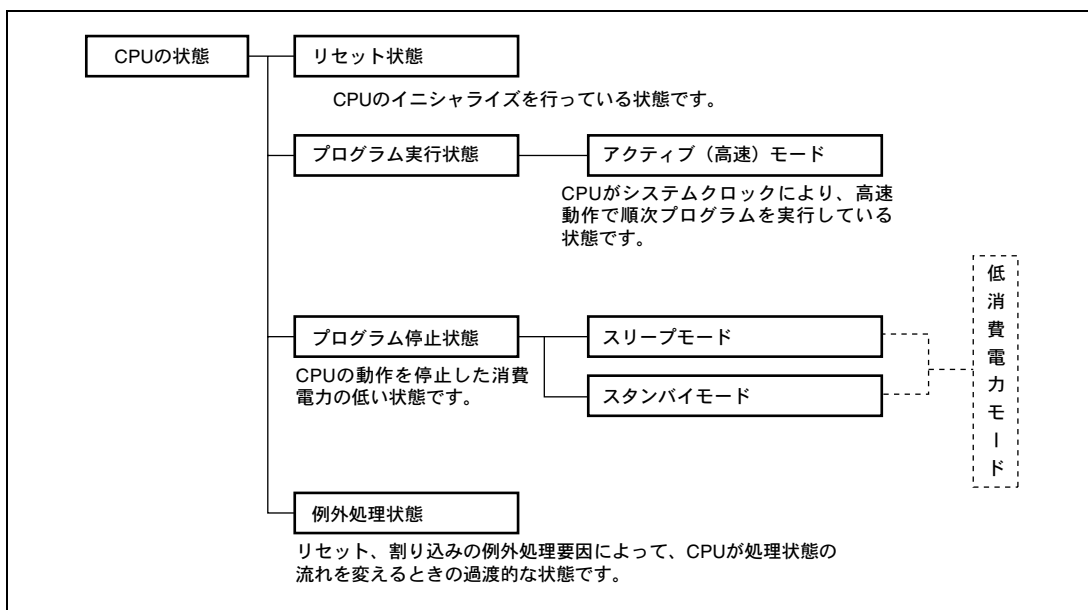 CPUの状態
リセット状態
CPUのイニシャライズを行っている状態です。
プログラム実行状態
アクティブ（高速）モード
CPUがシステムクロックにより、高速
動作で順次プログラムを実行している
状態です。
プログラム停止状態
CPUの動作を停止した消費
電力の低い状態です。
スリープモード
スタンバイモード
低消費電力モード
例外処理状態
リセット、割り込みの例外処理要因によって、CPUが処理状態の
流れを変えるときの過渡的な状態です。